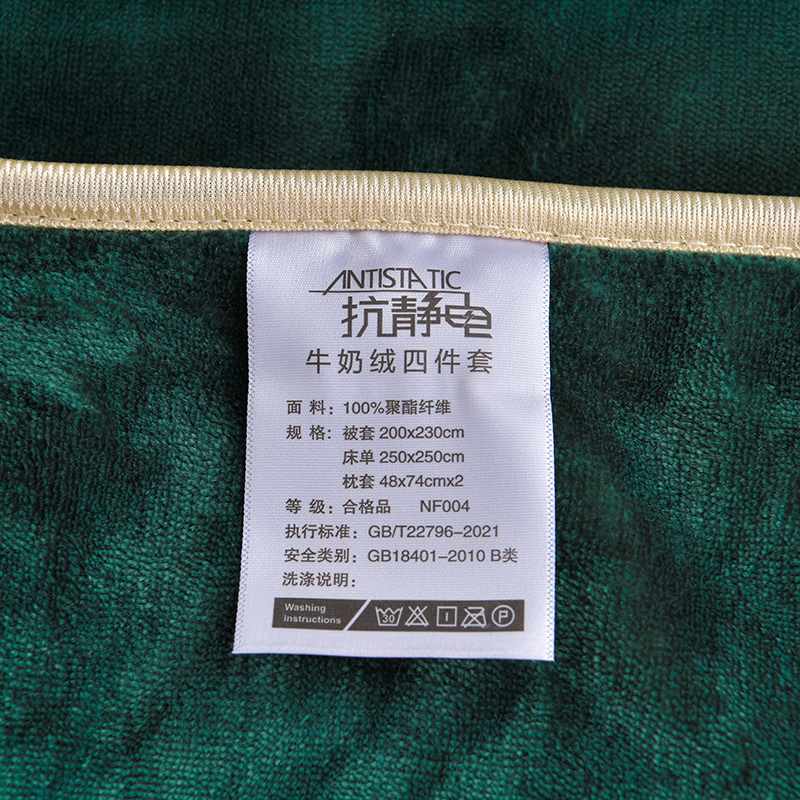 ANTISTATIC
抗静电
牛奶绒四件套
面 料：100%聚酯纤维
规 格：被套 200x230cm
床单 250x250cm
枕套 48x74cmx2
等 级：合格品 NF004
执行标准：GB/T22796-2021
安全类别：GB18401-2010 B类
洗涤说明：
Washing
instructions
30
P